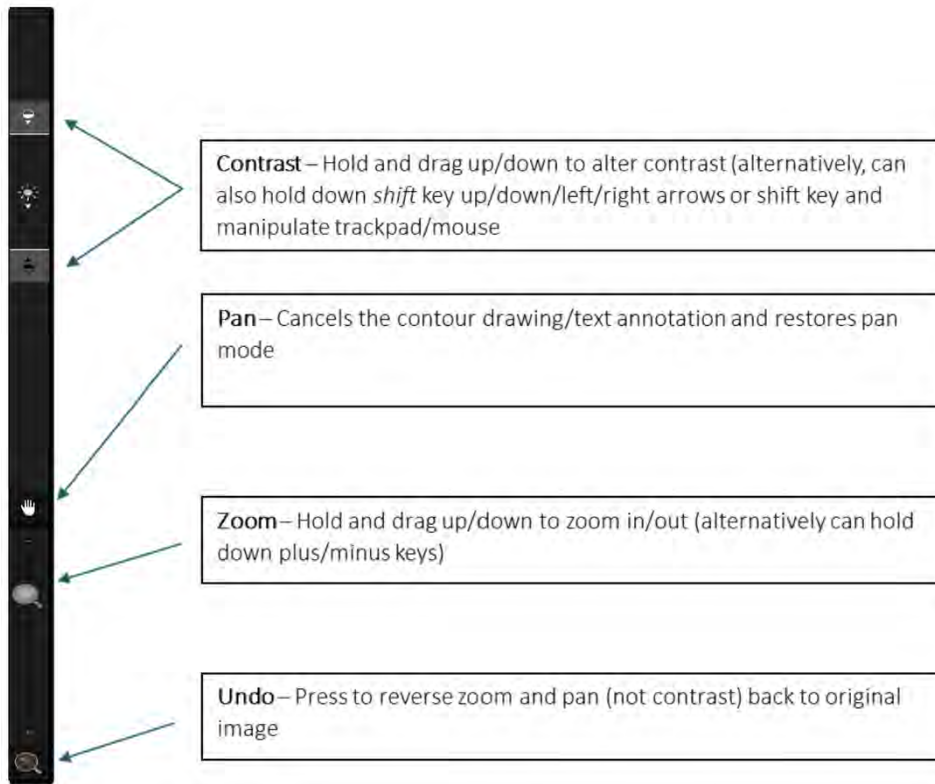 Contrast – Hold and drag up/down to alter contrast (alternatively, can
also hold down shift key up/down/left/right arrows or shift key and
manipulate trackpad/mouse
Pan – Cancels the contour drawing/text annotation and restores pan
mode
Zoom – Hold and drag up/down to zoom in/out (alternatively can hold
down plus/minus keys)
Undo – Press to reverse zoom and pan (not contrast) back to original
image